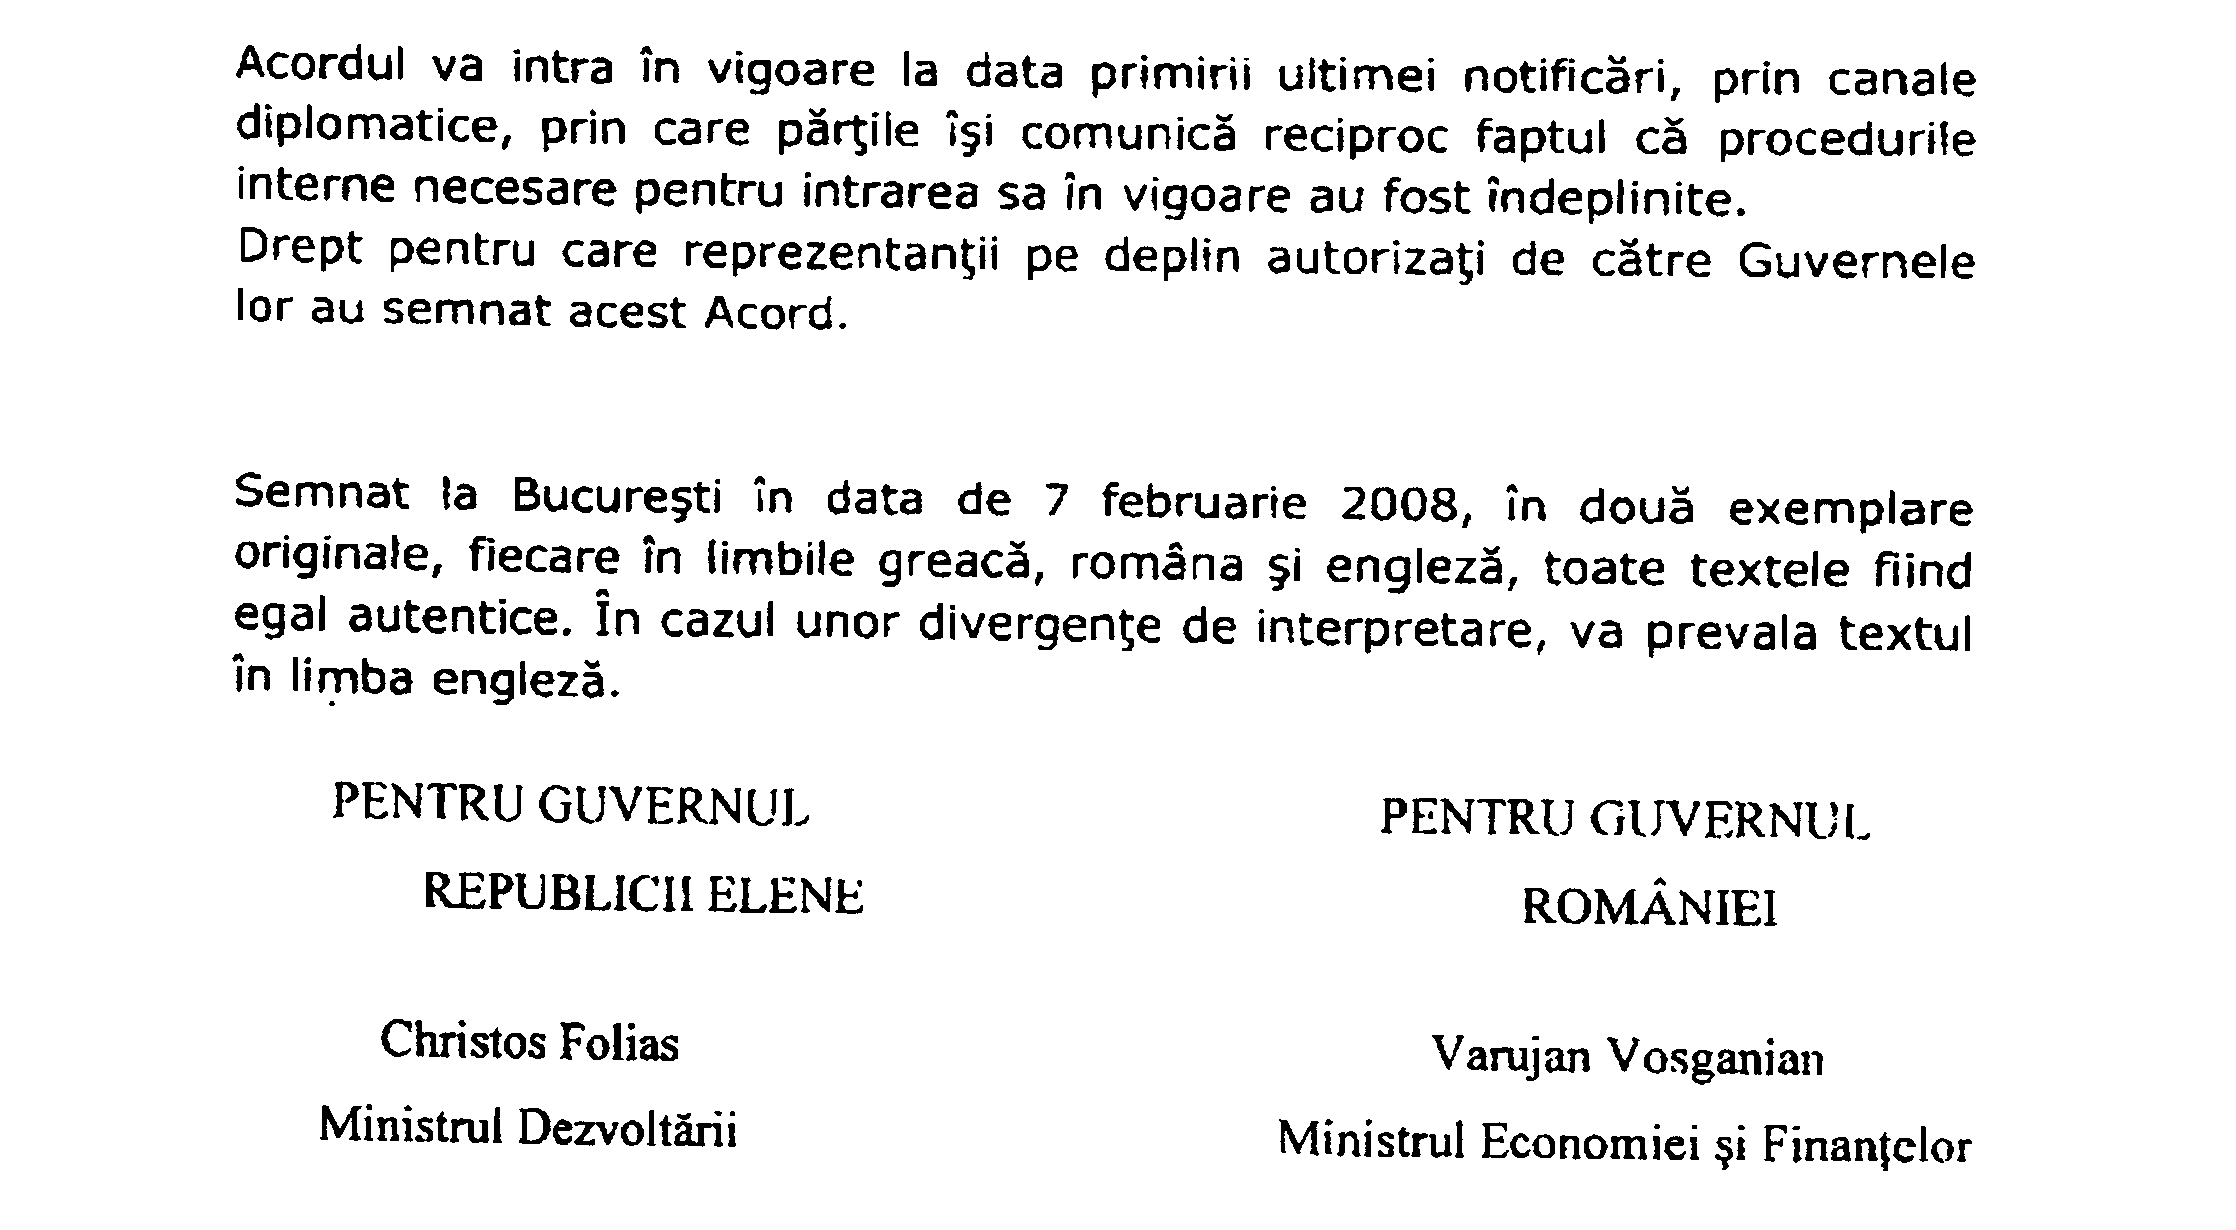 Acordul va intra în vigoare la data primirii ultimei notificări, prin canale
diplomatice, prin care părţile îşi comunică reciproc faptul că procedurile
interne necesare pentru intrarea sa în vigoare au fost îndeplinite.
Drept pentru care reprezentanţii pe deplin autorizaţi de către Guvernele
lor au semnat acest Acord.
Semnat la Bucureşti în data de 7 februarie 2008, în două exemplare
originale, fiecare în limbile greacă, româna şi engleză, toate textele fiind
egal autentice. În cazul unor divergenţe de interpretare, va prevala textul
în limba engleză.
PENTRU GUVERNUL
REPUBLICII ELENE
Christos Folias
Ministrul Dezvoltării
PENTRU GUVERNUL
ROMÂNIEI
Varujan Vosganian
Ministrul Economiei şi Finanţelor